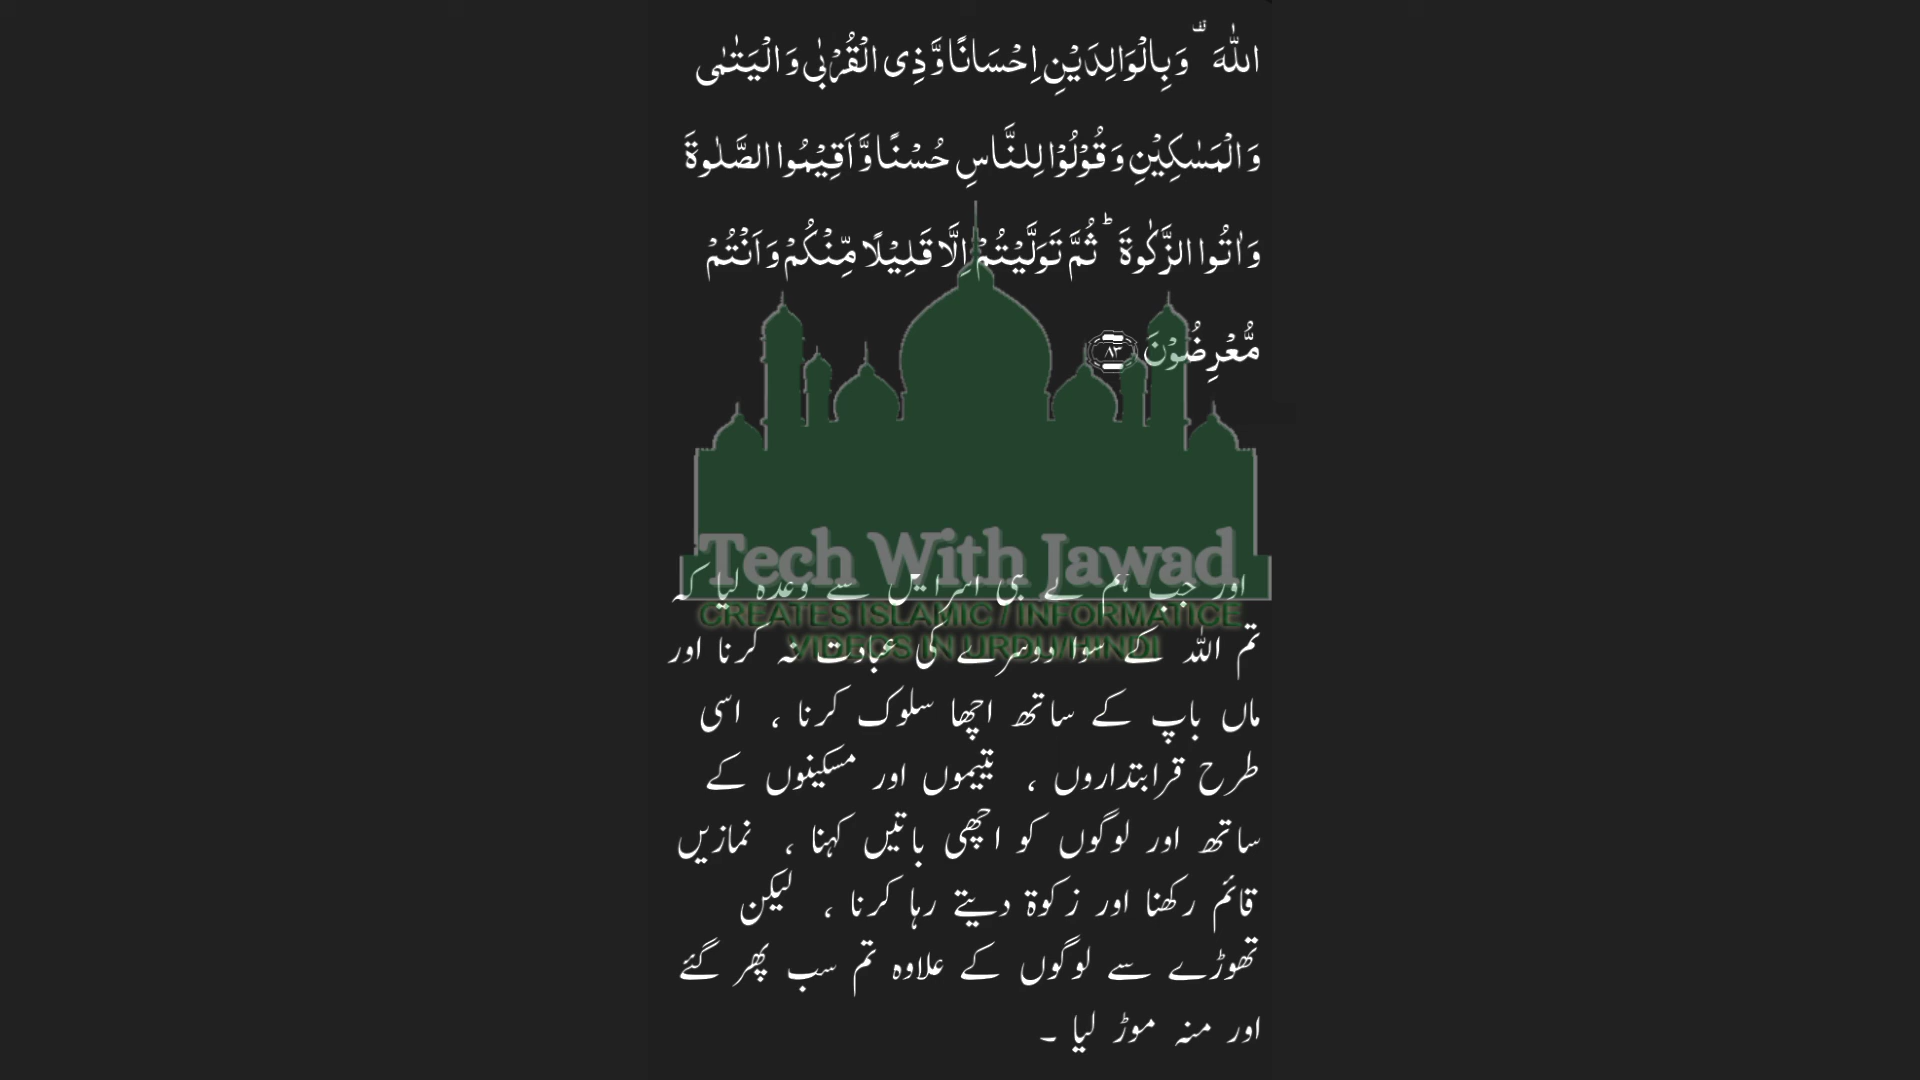 اللّٰهَ ۫ وَبِالْوَالِدَیْنِ اِحْسَانًا وَّذِی الْقُرْبٰی وَالْیَتٰمٰی
وَالْمَسٰكِیْنِ وَقُوْلُوْا لِلنَّاسِ حُسْنًا وَّاَقِیْمُوا الصَّلٰوةَ
وَاٰتُوا الزَّكٰوةَ ؕ ثُمَّ تَوَلَّیْتُمْ اِلَّا قَلِیْلًا مِّنْكُمْ وَاَنْتُمْ
مُّعْرِضُوْنَ ﴿۸۳﴾
Tech With Jawad
اور جب ہم نے بنی اسرائیل سے وعدہ لیا کہ
CREATES ISLAMIC / INFORMATICE
VIDEOS IN URDU/HINDI
تم اللہ کے سوا دوسرے کی عبادت نہ کرنا اور
ماں باپ کے ساتھ اچھا سلوک کرنا ، اسی
طرح قرابتداروں ، یتیموں اور مسکینوں کے
ساتھ اور لوگوں کو اچھی باتیں کہنا ، نمازیں
قائم رکھنا اور زکوۃ دیتے رہا کرنا ، لیکن
تھوڑے سے لوگوں کے علاوہ تم سب پھر گئے
اور منہ موڑ لیا ۔